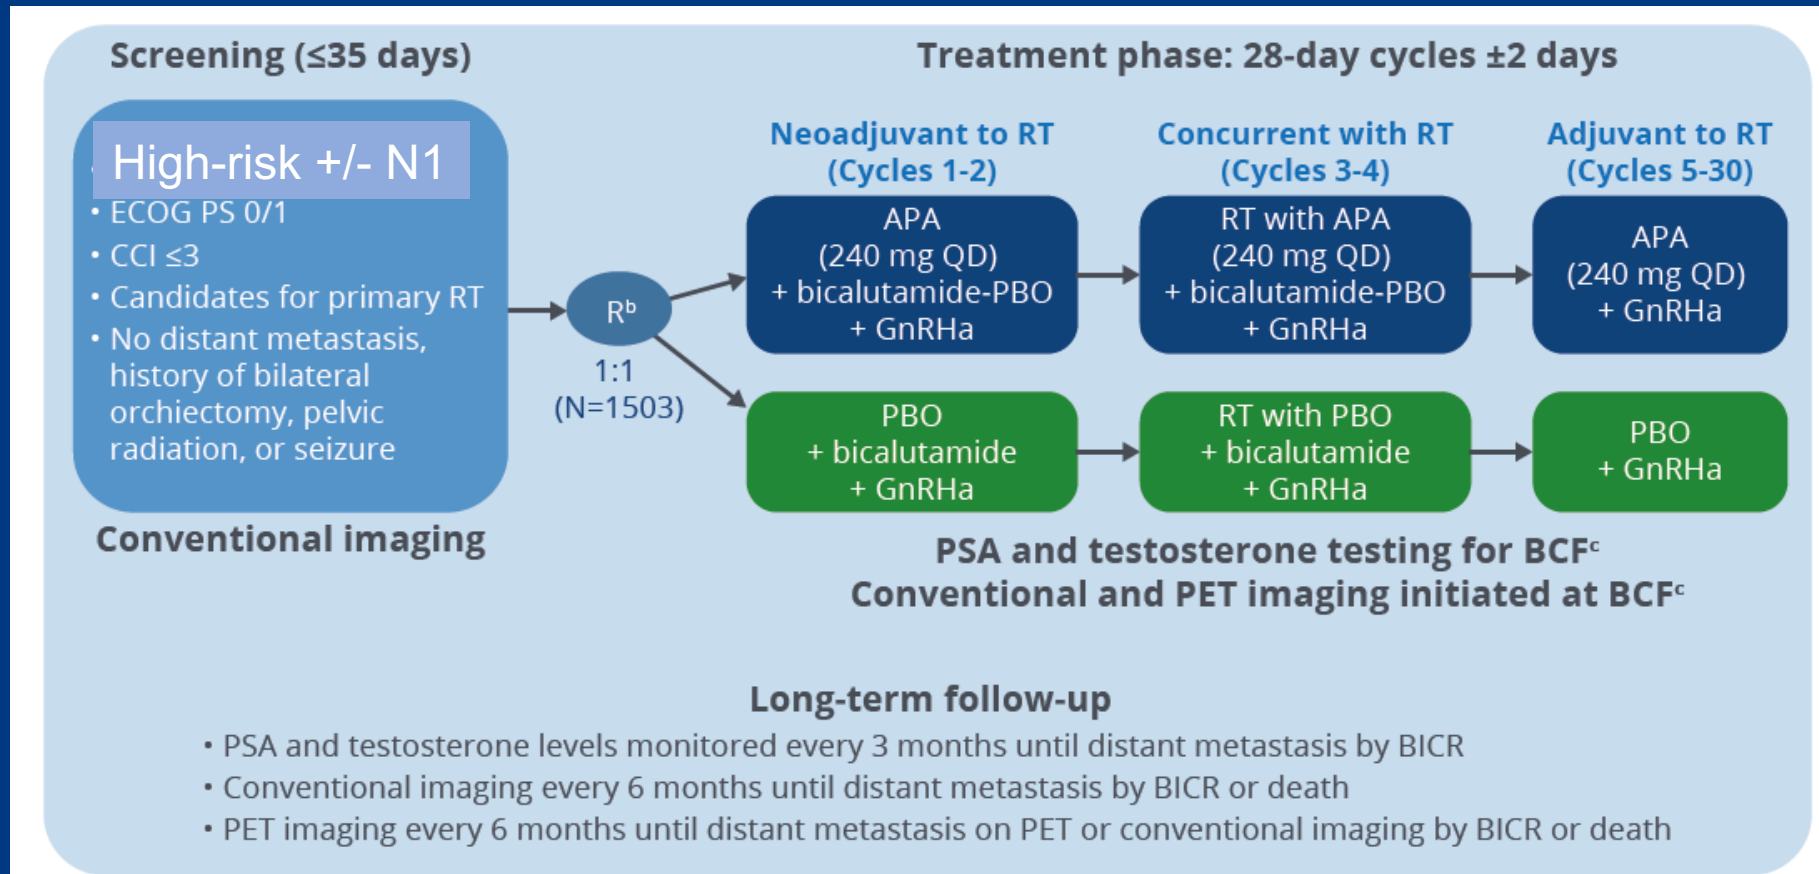 Screening (≤35 days)
High-risk +/- N1
• ECOG PS 0/1
• CCI ≤3
• Candidates for primary RT
• No distant metastasis,
history of bilateral
orchiectomy, pelvic
radiation, or seizure
Conventional imaging
Rᵇ
1:1
(N=1503)
Treatment phase: 28-day cycles ±2 days
Neoadjuvant to RT
(Cycles 1-2)
Concurrent with RT
(Cycles 3-4)
Adjuvant to RT
(Cycles 5-30)
APA
(240 mg QD)
+ bicalutamide-PBO
+ GnRHa
RT with APA
(240 mg QD)
+ bicalutamide-PBO
+ GnRHa
APA
(240 mg QD)
+ GnRHa
PBO
+ bicalutamide
+ GnRHa
RT with PBO
+ bicalutamide
+ GnRHa
PBO
+ GnRHa
PSA and testosterone testing for BCFᶜ
Conventional and PET imaging initiated at BCFᶜ
Long-term follow-up
• PSA and testosterone levels monitored every 3 months until distant metastasis by BICR
• Conventional imaging every 6 months until distant metastasis by BICR or death
• PET imaging every 6 months until distant metastasis on PET or conventional imaging by BICR or death